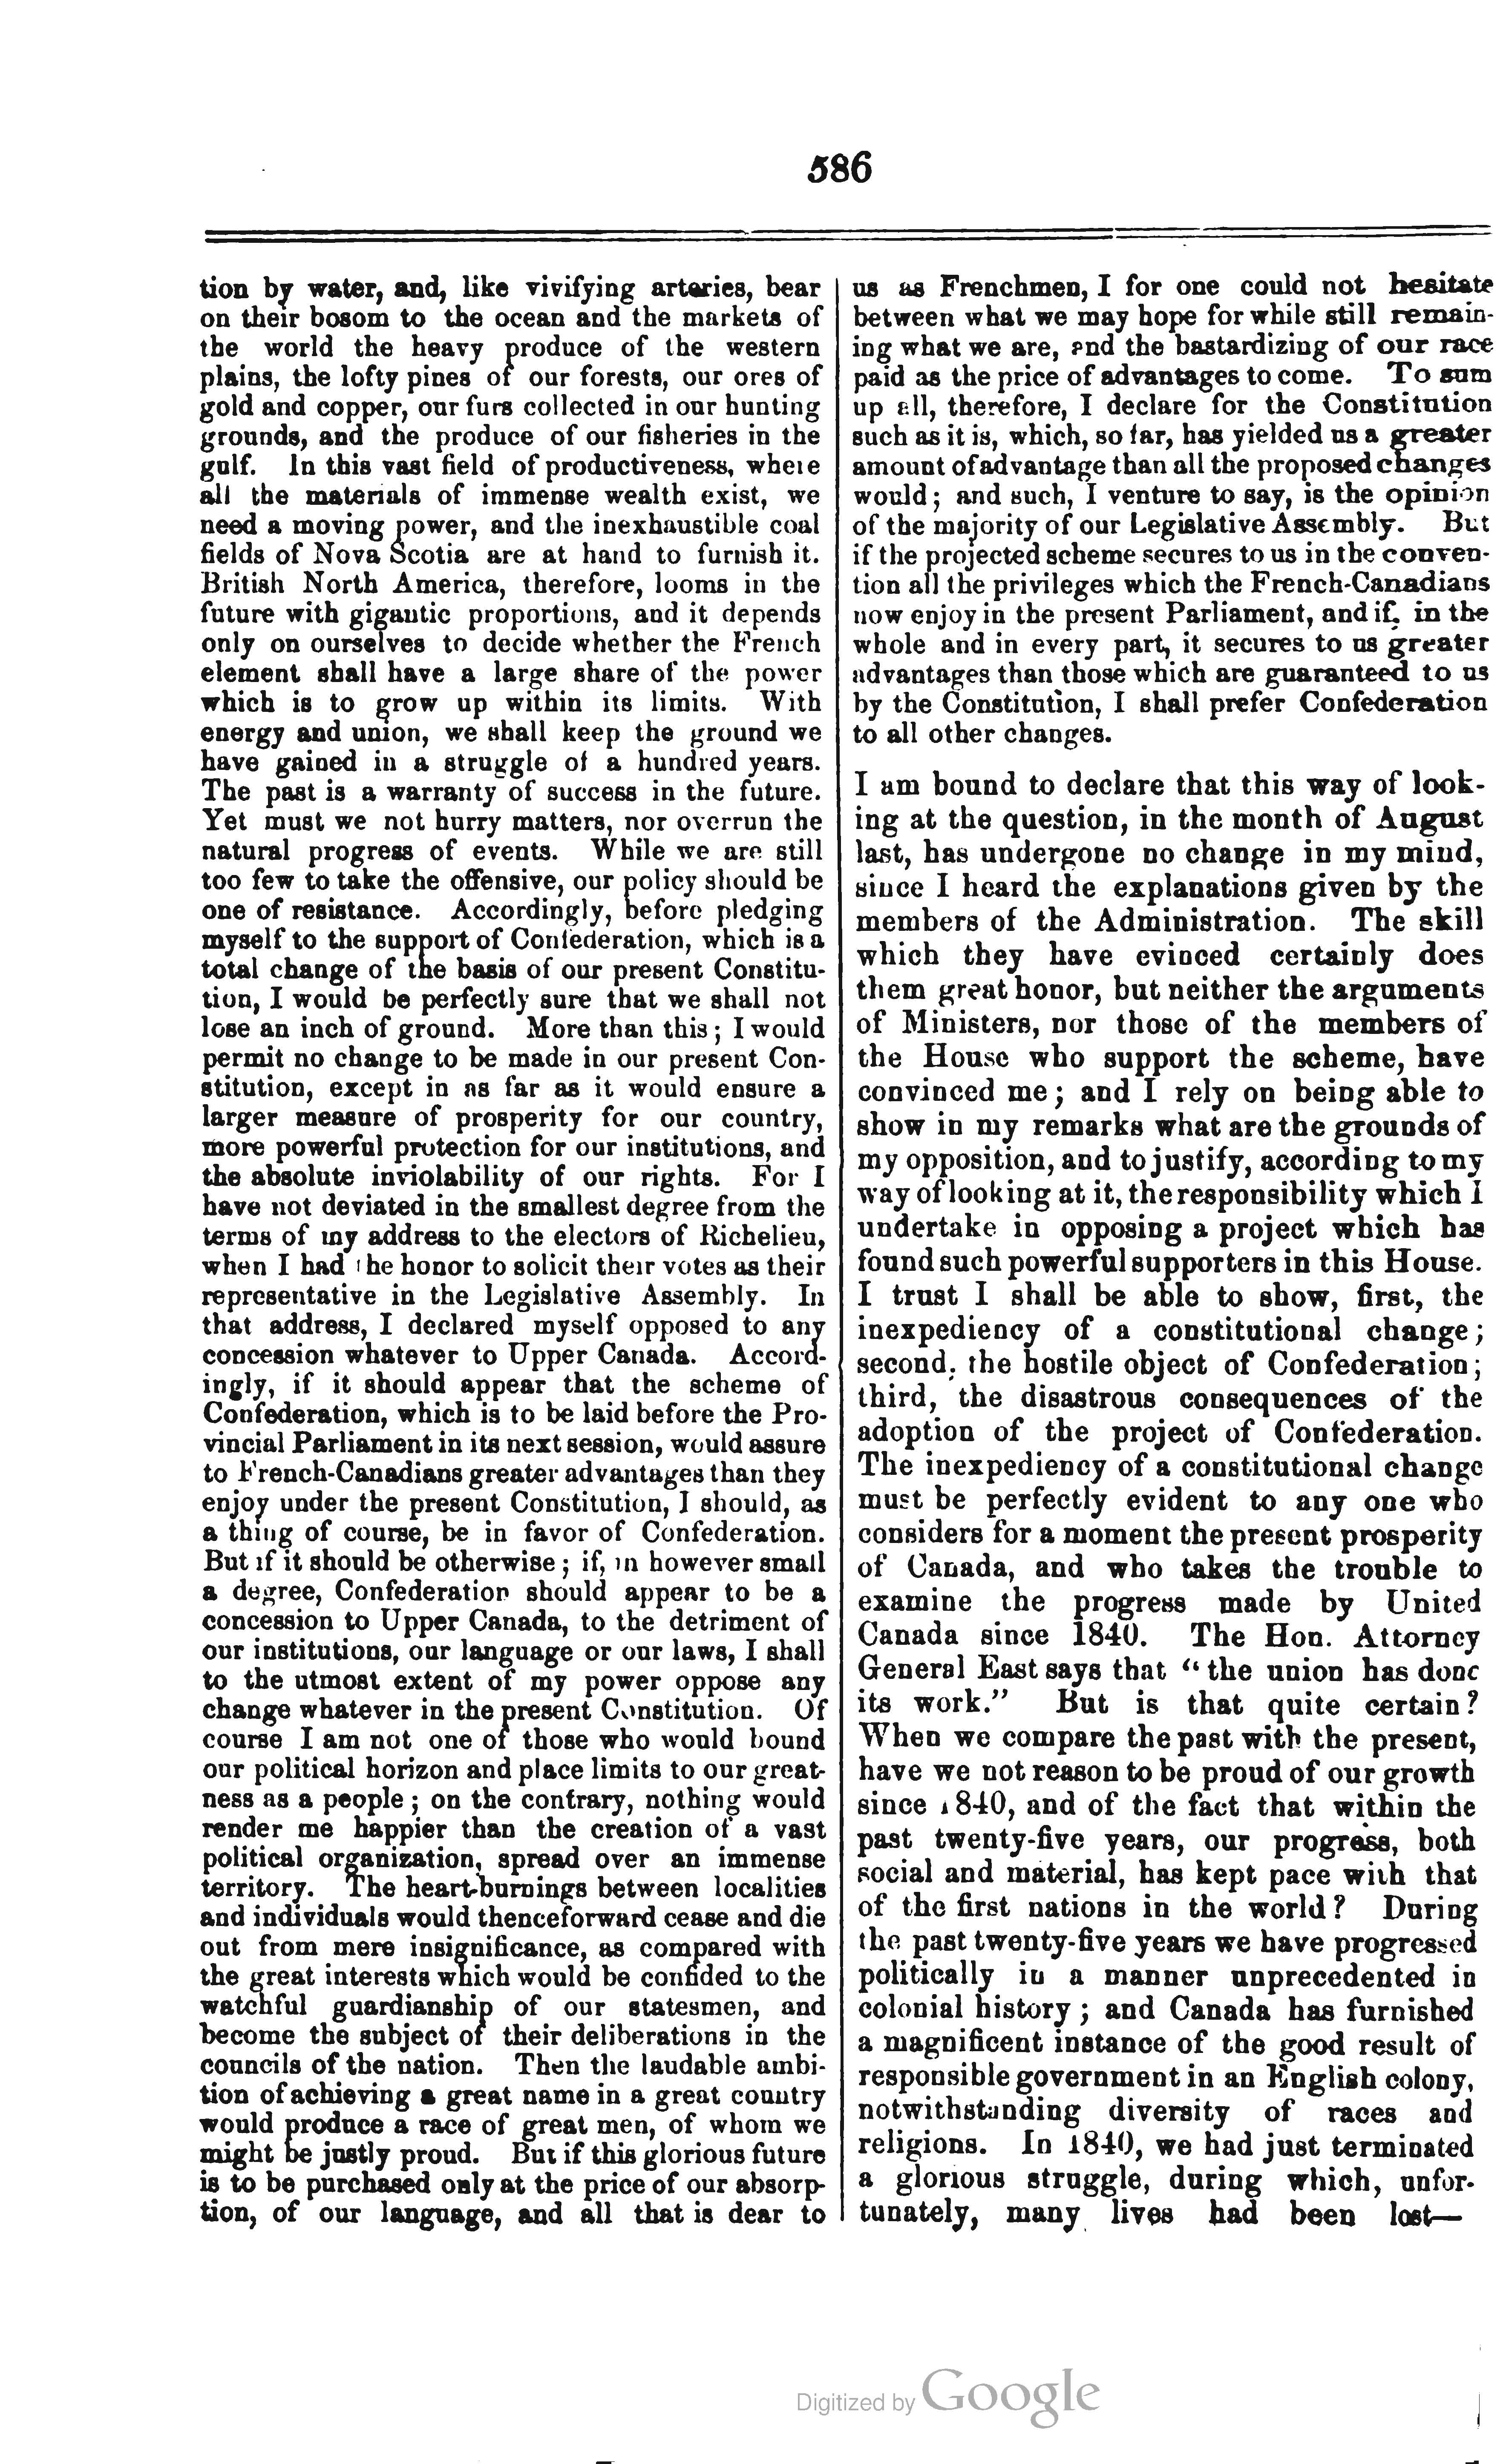 586
tion by water, and, like vivifying arteries, bear
on their bosom to the ocean and the markets of
the world the heavy produce of the western
plains, the lofty pines of our forests, our ores of
gold and copper, our furs collected in our hunting
grounds, and the produce of our fisheries in the
gulf. In this vast field of productiveness, where
all the materials of immense wealth exist, we
need a moving power, and the inexhaustible coal
fields of Nova Scotia are at hand to furnish it.
British North America, therefore, looms in the
future with gigantic proportions, and it depends
only on ourselves to decide whether the French
element shall have a large share of the power
which is to grow up within its limits. With
energy and union, we shall keep the ground we
have gained in a struggle of a hundred years.
The past is a warranty of success in the future.
Yet must we not hurry matters, nor overrun the
natural progress of events. While we are still
too few to take the offensive, our policy should be
one of resistance. Accordingly, before pledging
myself to the support of Confederation, which is a
total change of the basis of our present Constitu-
tion, I would be perfectly sure that we shall not
lose an inch of ground. More than this; I would
permit no change to be made in our present Con-
stitution, except in as far as it would ensure a
larger measure of prosperity for our country,
more powerful protection for our institutions, and
the absolute inviolability of our rights. For I
have not deviated in the smallest degree from the
terms of my address to the electors of Richelieu,
when I had the honor to solicit their votes as their
representative in the Legislative Assembly. In
that address, I declared myself opposed to any
concession whatever to Upper Canada. Accord-
ingly, if it should appear that the scheme of
Confederation, which is to be laid before the Pro-
vincial Parliament in its next session, would assure
to French-Canadians greater advantages than they
enjoy under the present Constitution, I should, as
a thing of course, be in favor of Confederation.
But if it should be otherwise; if, in however small
a degree, Confederation should appear to be a
concession to Upper Canada, to the detriment of
our institutions, our language or our laws, I shall
to the utmost extent of my power oppose any
change whatever in the present Constitution. Of
course I am not one of those who would bound
our political horizon and place limits to our great-
ness as a people; on the contrary, nothing would
render me happier than the creation of a vast
political organization, spread over an immense
territory. The heart-burnings between localities
and individuals would thenceforward cease and die
out from mere insignificance, as compared with
the great interests which would be confided to the
watchful guardianship of our statesmen, and
become the subject of their deliberations in the
councils of the nation. Then the laudable ambi-
tion of achieving a great name in a great country
would produce a race of great men, of whom we
might be justly proud. But if this glorious future
is to be purchased only at the price of our absorp-
tion, of our language, and all that is dear to
us as Frenchmen, I for one could not hesitate
between what we may hope for while still remain-
ing what we are, and the bastardizing of our race
paid as the price of advantages to come. To sum
up all, therefore, I declare for the Constitution
such as it is, which, so far, has yielded us a greater
amount of advantage than all the proposed changes
would; and such, I venture to say, is the opinion
of the majority of our Legislative Assembly. But
if the projected scheme secures to us in the conven-
tion all the privileges which the French-Canadians
now enjoy in the present Parliament, and if, in the
whole and in every part, it secures to us greater
advantages than those which are guaranteed to us
by the Constitution, I shall prefer Confederation
to all other changes.
I am bound to declare that this way of look-
ing at the question, in the month of August
last, has undergone no change in my mind,
since I heard the explanations given by the
members of the Administration. The skill
which they have evinced certainly does
them great honor, but neither the arguments
of Ministers, nor those of the members of
the House who support the scheme, have
convinced me; and I rely on being able to
show in my remarks what are the grounds of
my opposition, and to justify, according to my
way of looking at it, the responsibility which I
undertake in opposing a project which has
found such powerful supporters in this House.
I trust I shall be able to show, first, the
inexpediency of a constitutional change;
second, the hostile object of Confederation;
third, the disastrous consequences of the
adoption of the project of Confederation.
The inexpediency of a constitutional change
must be perfectly evident to any one who
considers for a moment the present prosperity
of Canada, and who takes the trouble to
examine the progress made by United
Canada since 1840. The Hon. Attorney
General East says that "the union has done
its work." But is that quite certain?
When we compare the past with the present,
have we not reason to be proud of our growth
since 1840, and of the fact that within the
past twenty-five years, our progress, both
social and material, has kept pace with that
of the first nations in the world? During
the past twenty-five years we have progressed
politically in a manner unprecedented in
colonial history; and Canada has furnished
a magnificent instance of the good result of
responsible government in an English colony,
notwithstanding diversity of races and
religions. In 1840, we had just terminated
a glorious struggle, during which, unfor-
tunately, many lives had been lost—
Digitized by Google